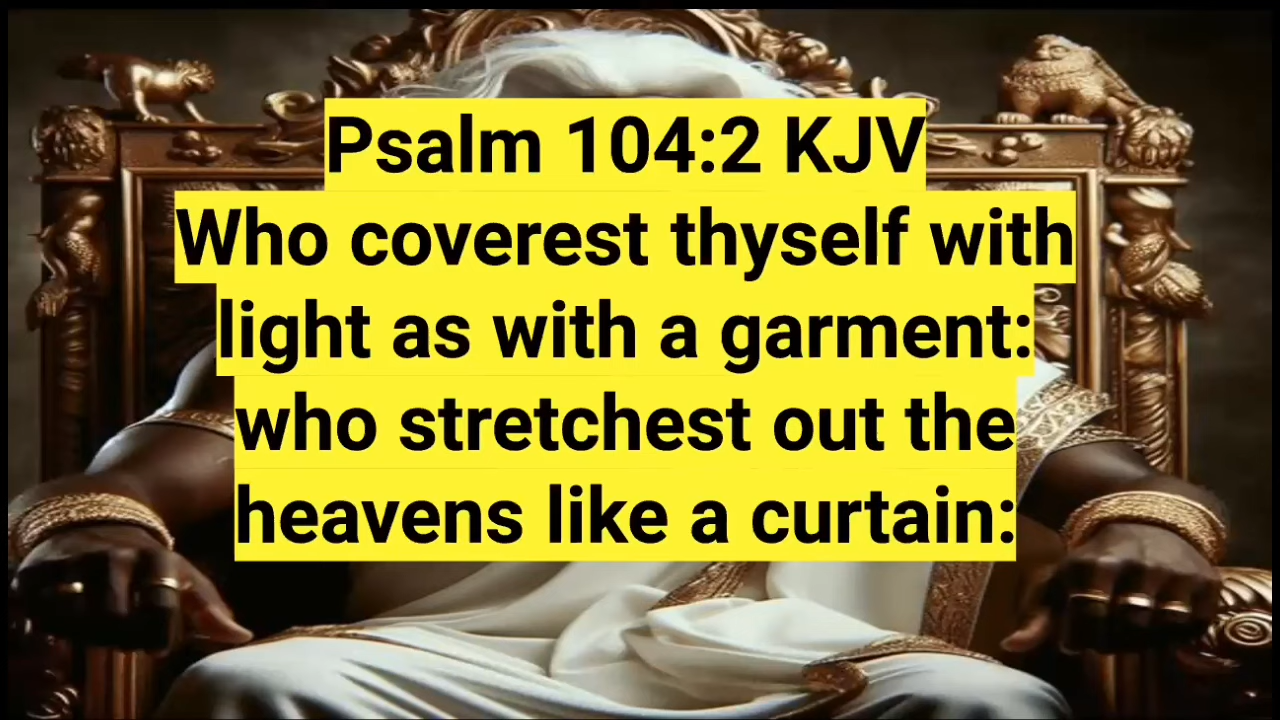 Psalm 104:2 KJV
Who coverest thyself with
light as with a garment:
who stretchest out the
heavens like a curtain: